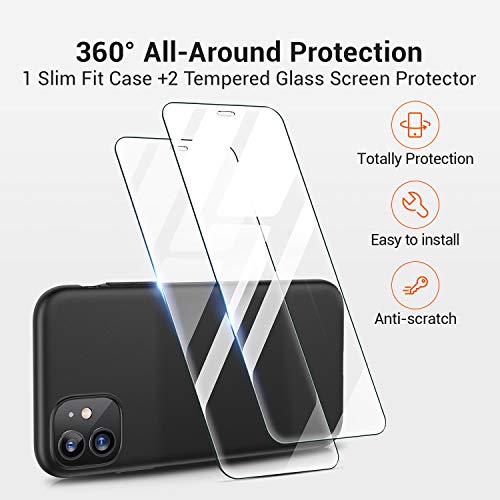 360° All-Around Protection
1 Slim Fit Case +2 Tempered Glass Screen Protector
Totally Protection
Easy to install
Anti-scratch